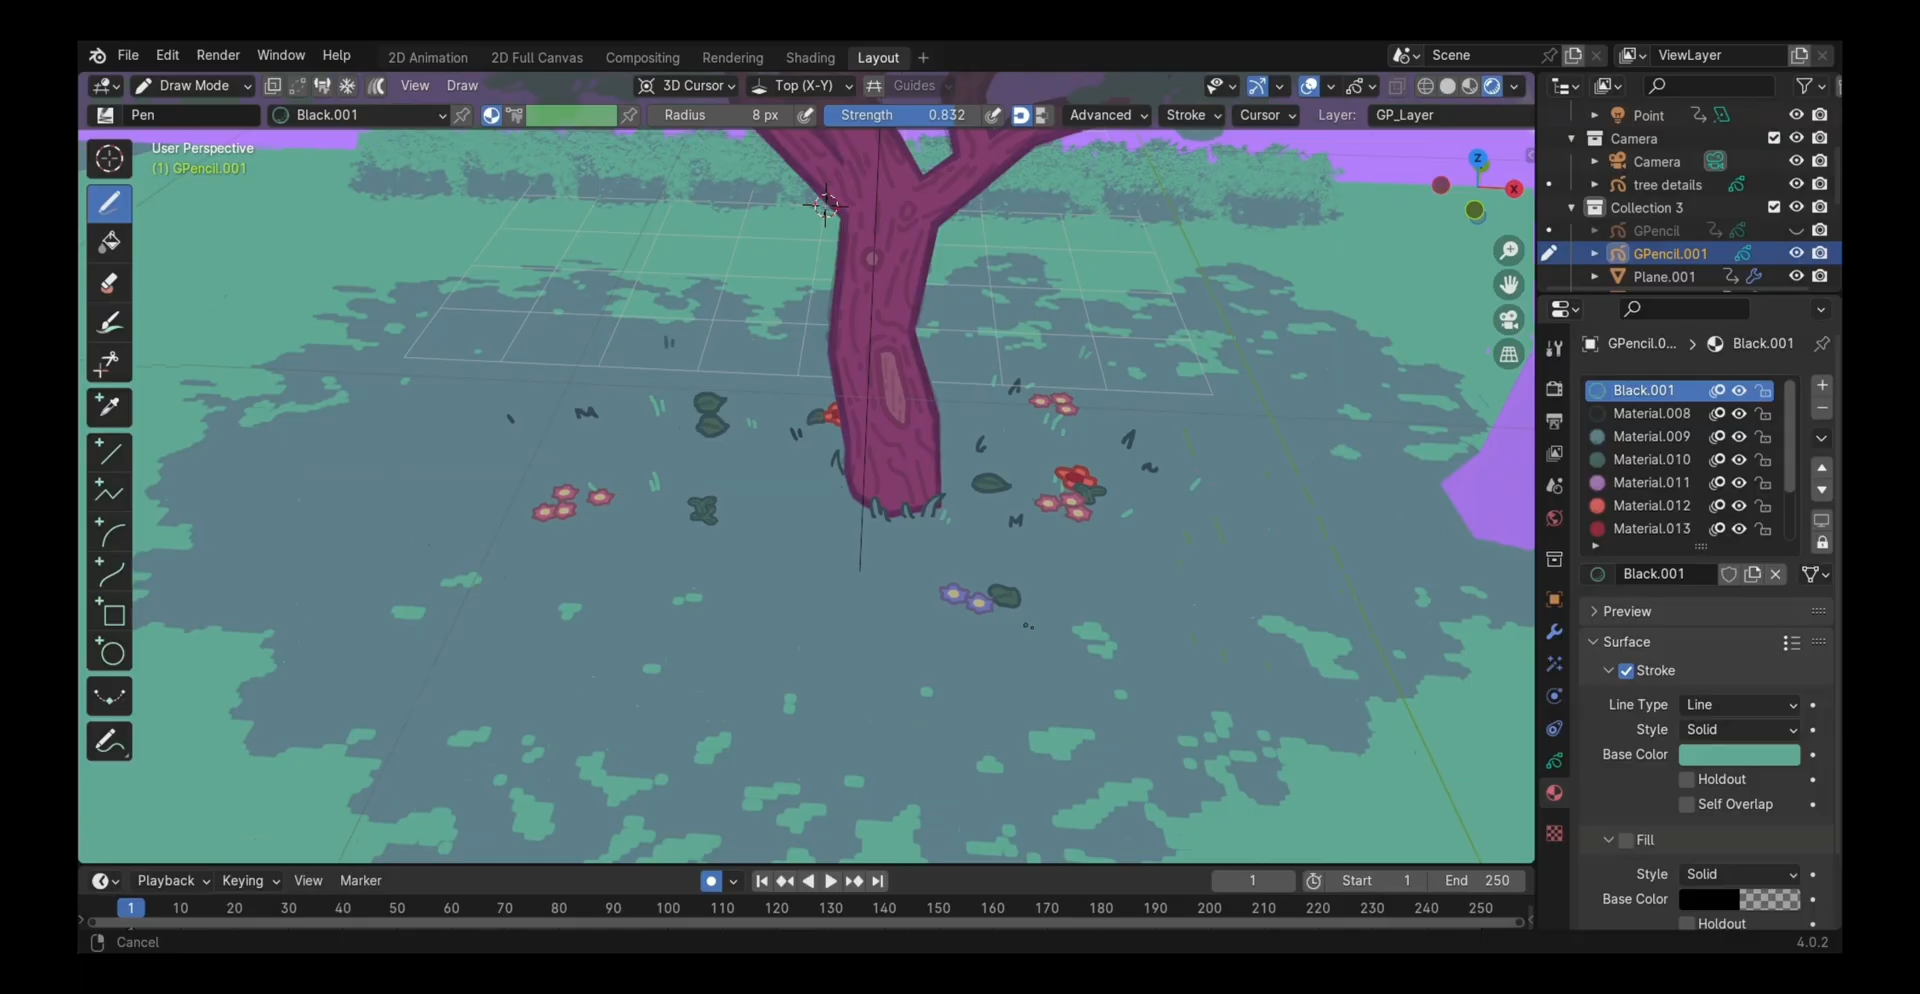 File Edit Render Window Help 2D Animation 2D Full Canvas Compositing Rendering Shading Layout + Scene ViewLayer
Draw Mode View Draw 3D Cursor Top (X-Y) Guides
Pen Black.001 Radius 8 px Strength 0.832 Advanced Stroke Cursor Layer: GP_Layer
User Perspective
(1) GPencil.001
Z
X
Point
Camera
Camera
tree details
Collection 3
GPencil
GPencil.001
Plane.001
GPencil.0... > Black.001
Black.001
Material.008
Material.009
Material.010
Material.011
Material.012
Material.013
Black.001
Preview
Surface
Stroke
Line Type Line
Style Solid
Base Color
Holdout
Self Overlap
Fill
Style Solid
Base Color
Holdout
Playback Keying View Marker 1 Start 1 End 250
1 10 20 30 40 50 60 70 80 90 100 110 120 130 140 150 160 170 180 190 200 210 220 230 240 250
Cancel 4.0.2